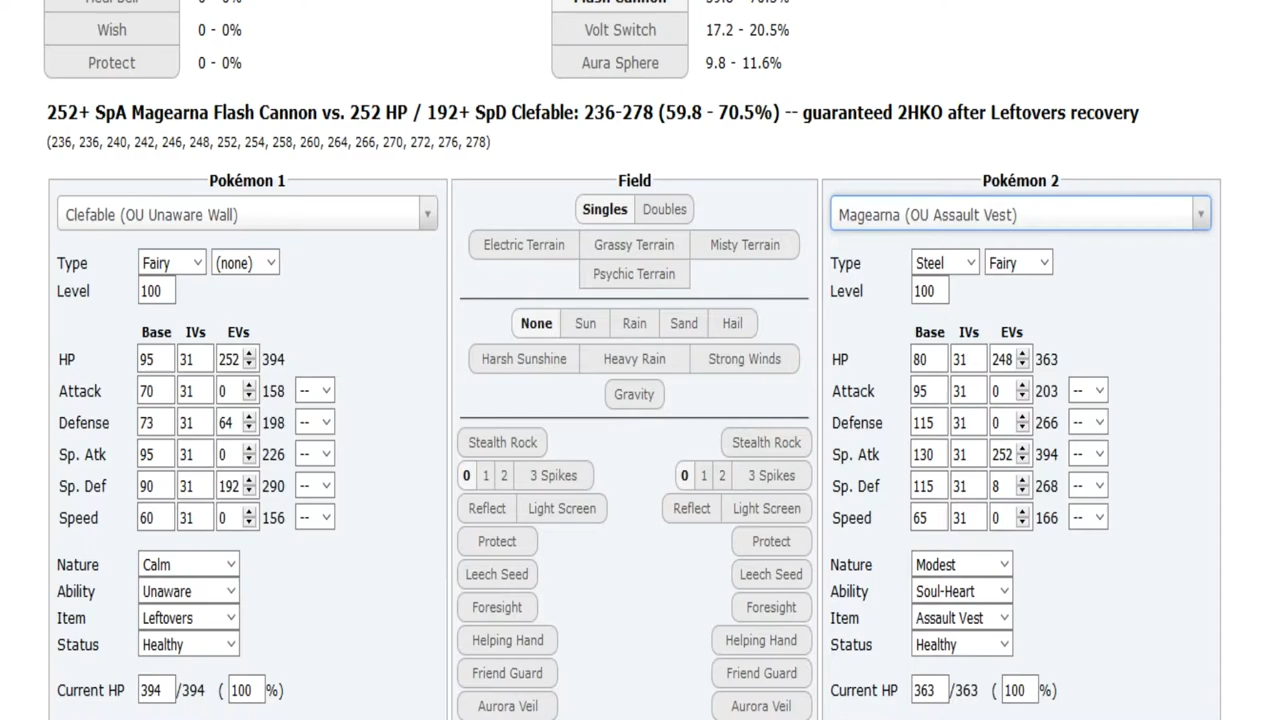 0 - 0%
Wish 0 - 0% Volt Switch 17.2 - 20.5%
Protect 0 - 0% Aura Sphere 9.8 - 11.6%
252+ SpA Magearna Flash Cannon vs. 252 HP / 192+ SpD Clefable: 236-278 (59.8 - 70.5%) -- guaranteed 2HKO after Leftovers recovery
(236, 236, 240, 242, 246, 248, 252, 254, 258, 260, 264, 266, 270, 272, 276, 278)
Pokémon 1
Clefable (OU Unaware Wall)
Type Fairy (none)
Level 100
Base IVs EVs
HP 95 31 252 394
Attack 70 31 0 158 --
Defense 73 31 64 198 --
Sp. Atk 95 31 0 226 --
Sp. Def 90 31 192 290 --
Speed 60 31 0 156 --
Nature Calm
Ability Unaware
Item Leftovers
Status Healthy
Current HP 394 /394 ( 100 %)
Field
Singles Doubles
Electric Terrain Grassy Terrain Misty Terrain
Psychic Terrain
None Sun Rain Sand Hail
Harsh Sunshine Heavy Rain Strong Winds
Gravity
Stealth Rock Stealth Rock
0 1 2 3 Spikes 0 1 2 3 Spikes
Reflect Light Screen Reflect Light Screen
Protect Protect
Leech Seed Leech Seed
Foresight Foresight
Helping Hand Helping Hand
Friend Guard Friend Guard
Aurora Veil Aurora Veil
Pokémon 2
Magearna (OU Assault Vest)
Type Steel Fairy
Level 100
Base IVs EVs
HP 80 31 248 363
Attack 95 31 0 203 --
Defense 115 31 0 266 --
Sp. Atk 130 31 252 394 --
Sp. Def 115 31 8 268 --
Speed 65 31 0 166 --
Nature Modest
Ability Soul-Heart
Item Assault Vest
Status Healthy
Current HP 363 /363 ( 100 %)